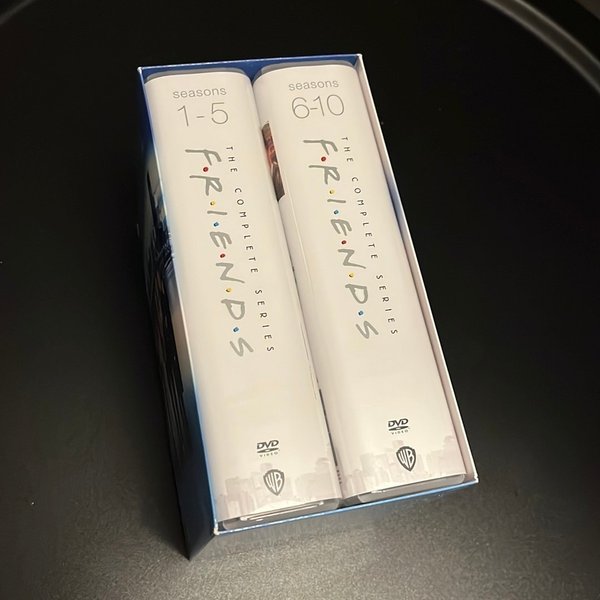 seasons
1-5
THE COMPLETE SERIES
F.R.I.E.N.D.S
DVD
VIDEO
WB
seasons
6-10
THE COMPLETE SERIES
F.R.I.E.N.D.S
DVD
VIDEO
WB